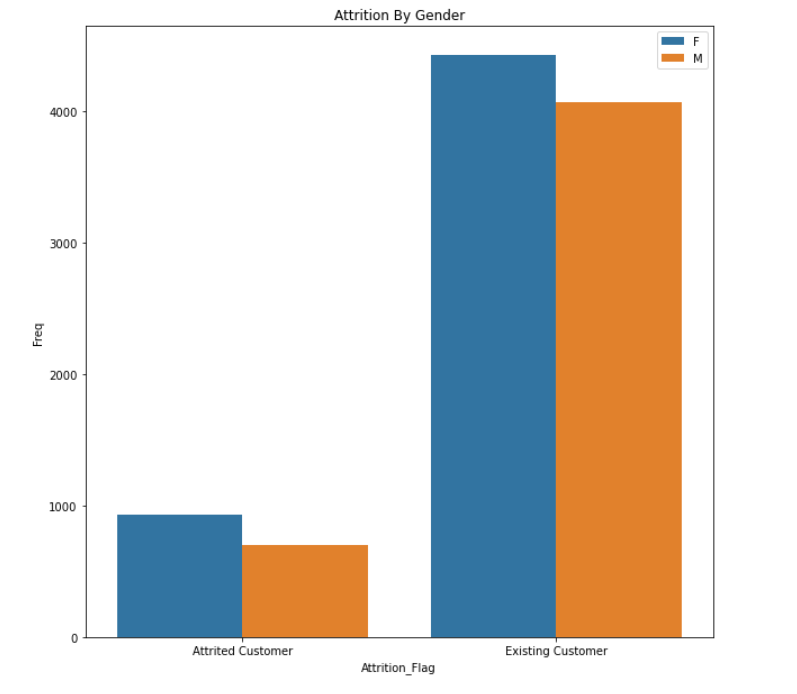 Attrition By Gender
F
M
4000
3000
2000
1000
0
Freq
Attrited Customer
Existing Customer
Attrition_Flag